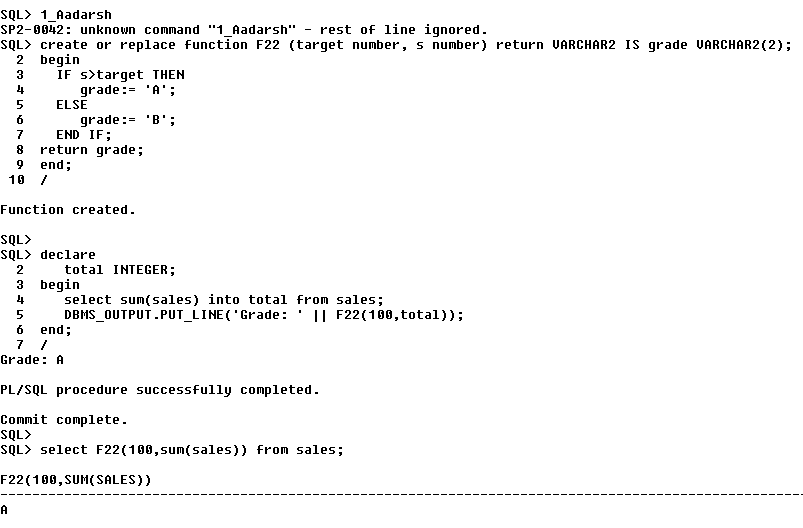 SQL> 1_Aadarsh
SP2-0042: unknown command "1_Aadarsh" - rest of line ignored.
SQL> create or replace function F22 (target number, s number) return VARCHAR2 IS grade VARCHAR2(2);
  2  begin
  3    IF s>target THEN
  4       grade:= 'A';
  5    ELSE
  6       grade:= 'B';
  7    END IF;
  8  return grade;
  9  end;
 10  /
Function created.
SQL>
SQL> declare
  2     total INTEGER;
  3  begin
  4     select sum(sales) into total from sales;
  5     DBMS_OUTPUT.PUT_LINE('Grade: ' || F22(100,total));
  6  end;
  7  /
Grade: A
PL/SQL procedure successfully completed.
Commit complete.
SQL>
SQL> select F22(100,sum(sales)) from sales;
F22(100,SUM(SALES))
----------------------------------------------------------------------------------------------------
A